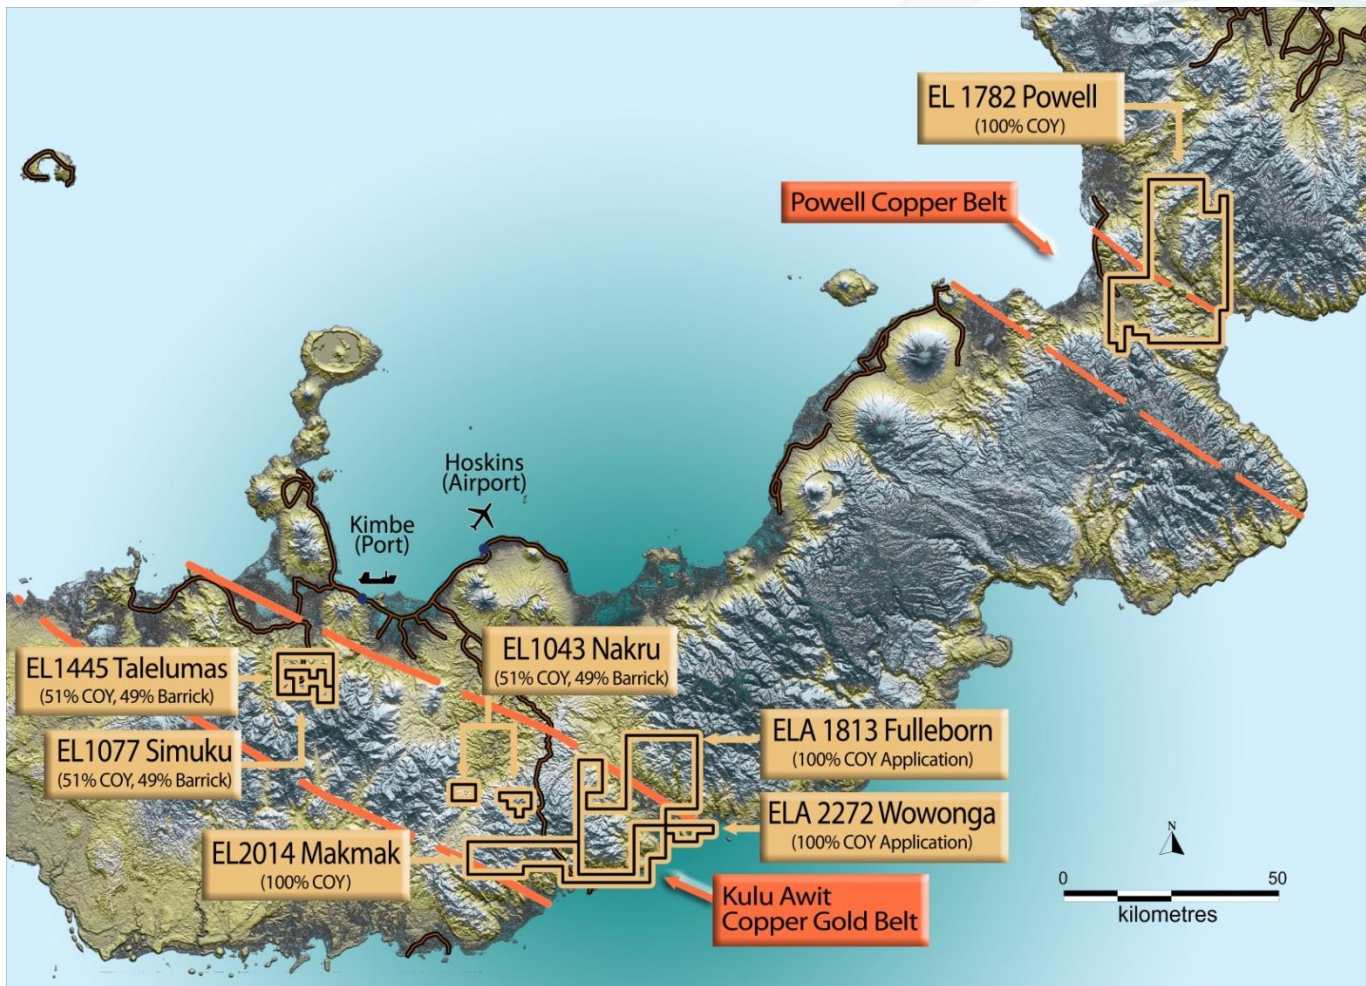 EL 1782 Powell
(100% COY)
Powell Copper Belt
Hoskins
(Airport)
Kimbe
(Port)
EL1445 Talelumas
(51% COY, 49% Barrick)
EL1043 Nakru
(51% COY, 49% Barrick)
EL1077 Simuku
(51% COY, 49% Barrick)
ELA 1813 Fulleborn
(100% COY Application)
ELA 2272 Wowonga
(100% COY Application)
EL2014 Makmak
(100% COY)
Kulu Awit
Copper Gold Belt
N
0 50
kilometres